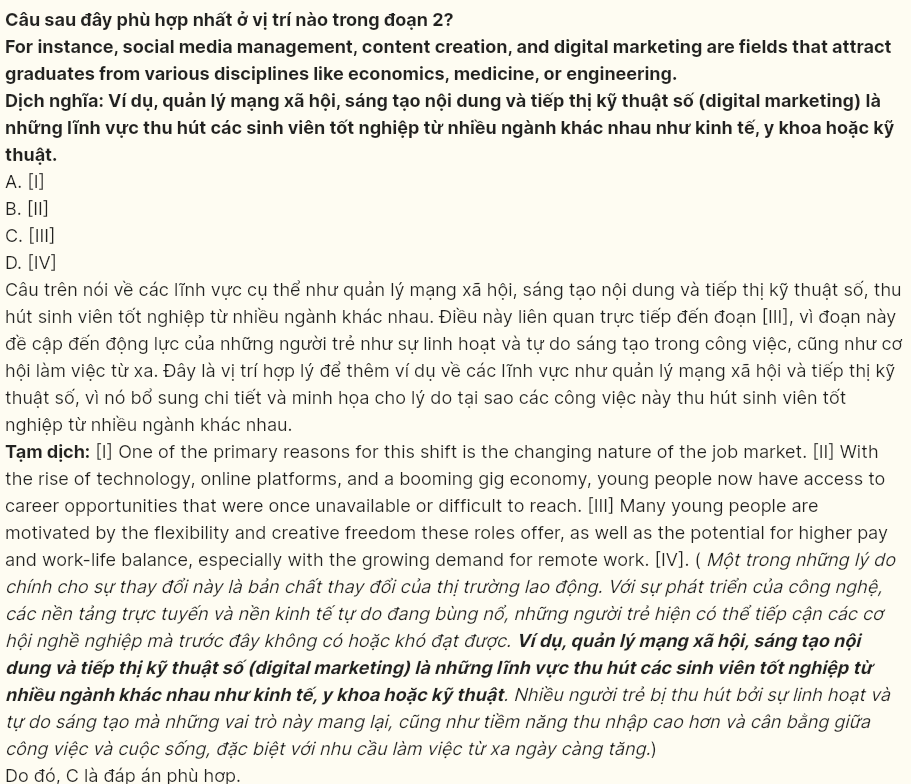 Câu sau đây phù hợp nhất ở vị trí nào trong đoạn 2?
For instance, social media management, content creation, and digital marketing are fields that attract
graduates from various disciplines like economics, medicine, or engineering.
Dịch nghĩa: Ví dụ, quản lý mạng xã hội, sáng tạo nội dung và tiếp thị kỹ thuật số (digital marketing) là
những lĩnh vực thu hút các sinh viên tốt nghiệp từ nhiều ngành khác nhau như kinh tế, y khoa hoặc kỹ
thuật.
A. [I]
B. [II]
C. [III]
D. [IV]
Câu trên nói về các lĩnh vực cụ thể như quản lý mạng xã hội, sáng tạo nội dung và tiếp thị kỹ thuật số, thu
hút sinh viên tốt nghiệp từ nhiều ngành khác nhau. Điều này liên quan trực tiếp đến đoạn [III], vì đoạn này
đề cập đến động lực của những người trẻ như sự linh hoạt và tự do sáng tạo trong công việc, cũng như cơ
hội làm việc từ xa. Đây là vị trí hợp lý để thêm ví dụ về các lĩnh vực như quản lý mạng xã hội và tiếp thị kỹ
thuật số, vì nó bổ sung chi tiết và minh họa cho lý do tại sao các công việc này thu hút sinh viên tốt
nghiệp từ nhiều ngành khác nhau.
Tạm dịch: [I] One of the primary reasons for this shift is the changing nature of the job market. [II] With
the rise of technology, online platforms, and a booming gig economy, young people now have access to
career opportunities that were once unavailable or difficult to reach. [III] Many young people are
motivated by the flexibility and creative freedom these roles offer, as well as the potential for higher pay
and work-life balance, especially with the growing demand for remote work. [IV]. ( Một trong những lý do
chính cho sự thay đổi này là bản chất thay đổi của thị trường lao động. Với sự phát triển của công nghệ,
các nền tảng trực tuyến và nền kinh tế tự do đang bùng nổ, những người trẻ hiện có thể tiếp cận các cơ
hội nghề nghiệp mà trước đây không có hoặc khó đạt được. Ví dụ, quản lý mạng xã hội, sáng tạo nội
dung và tiếp thị kỹ thuật số (digital marketing) là những lĩnh vực thu hút các sinh viên tốt nghiệp từ
nhiều ngành khác nhau như kinh tế, y khoa hoặc kỹ thuật. Nhiều người trẻ bị thu hút bởi sự linh hoạt và
tự do sáng tạo mà những vai trò này mang lại, cũng như tiềm năng thu nhập cao hơn và cân bằng giữa
công việc và cuộc sống, đặc biệt với nhu cầu làm việc từ xa ngày càng tăng.)
Do đó, C là đáp án phù hợp.